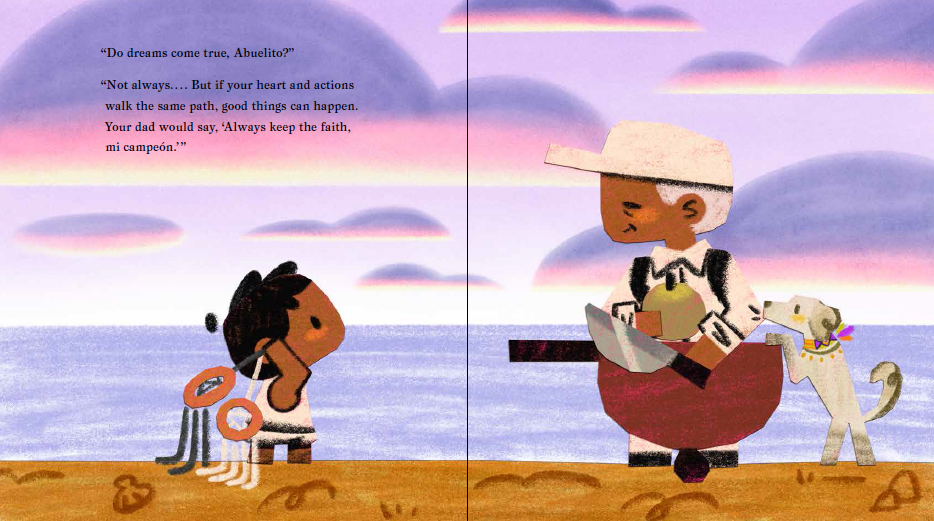 “Do dreams come true, Abuelito?”
“Not always.... But if your heart and actions
walk the same path, good things can happen.
Your dad would say, ‘Always keep the faith,
mi campeón.’”